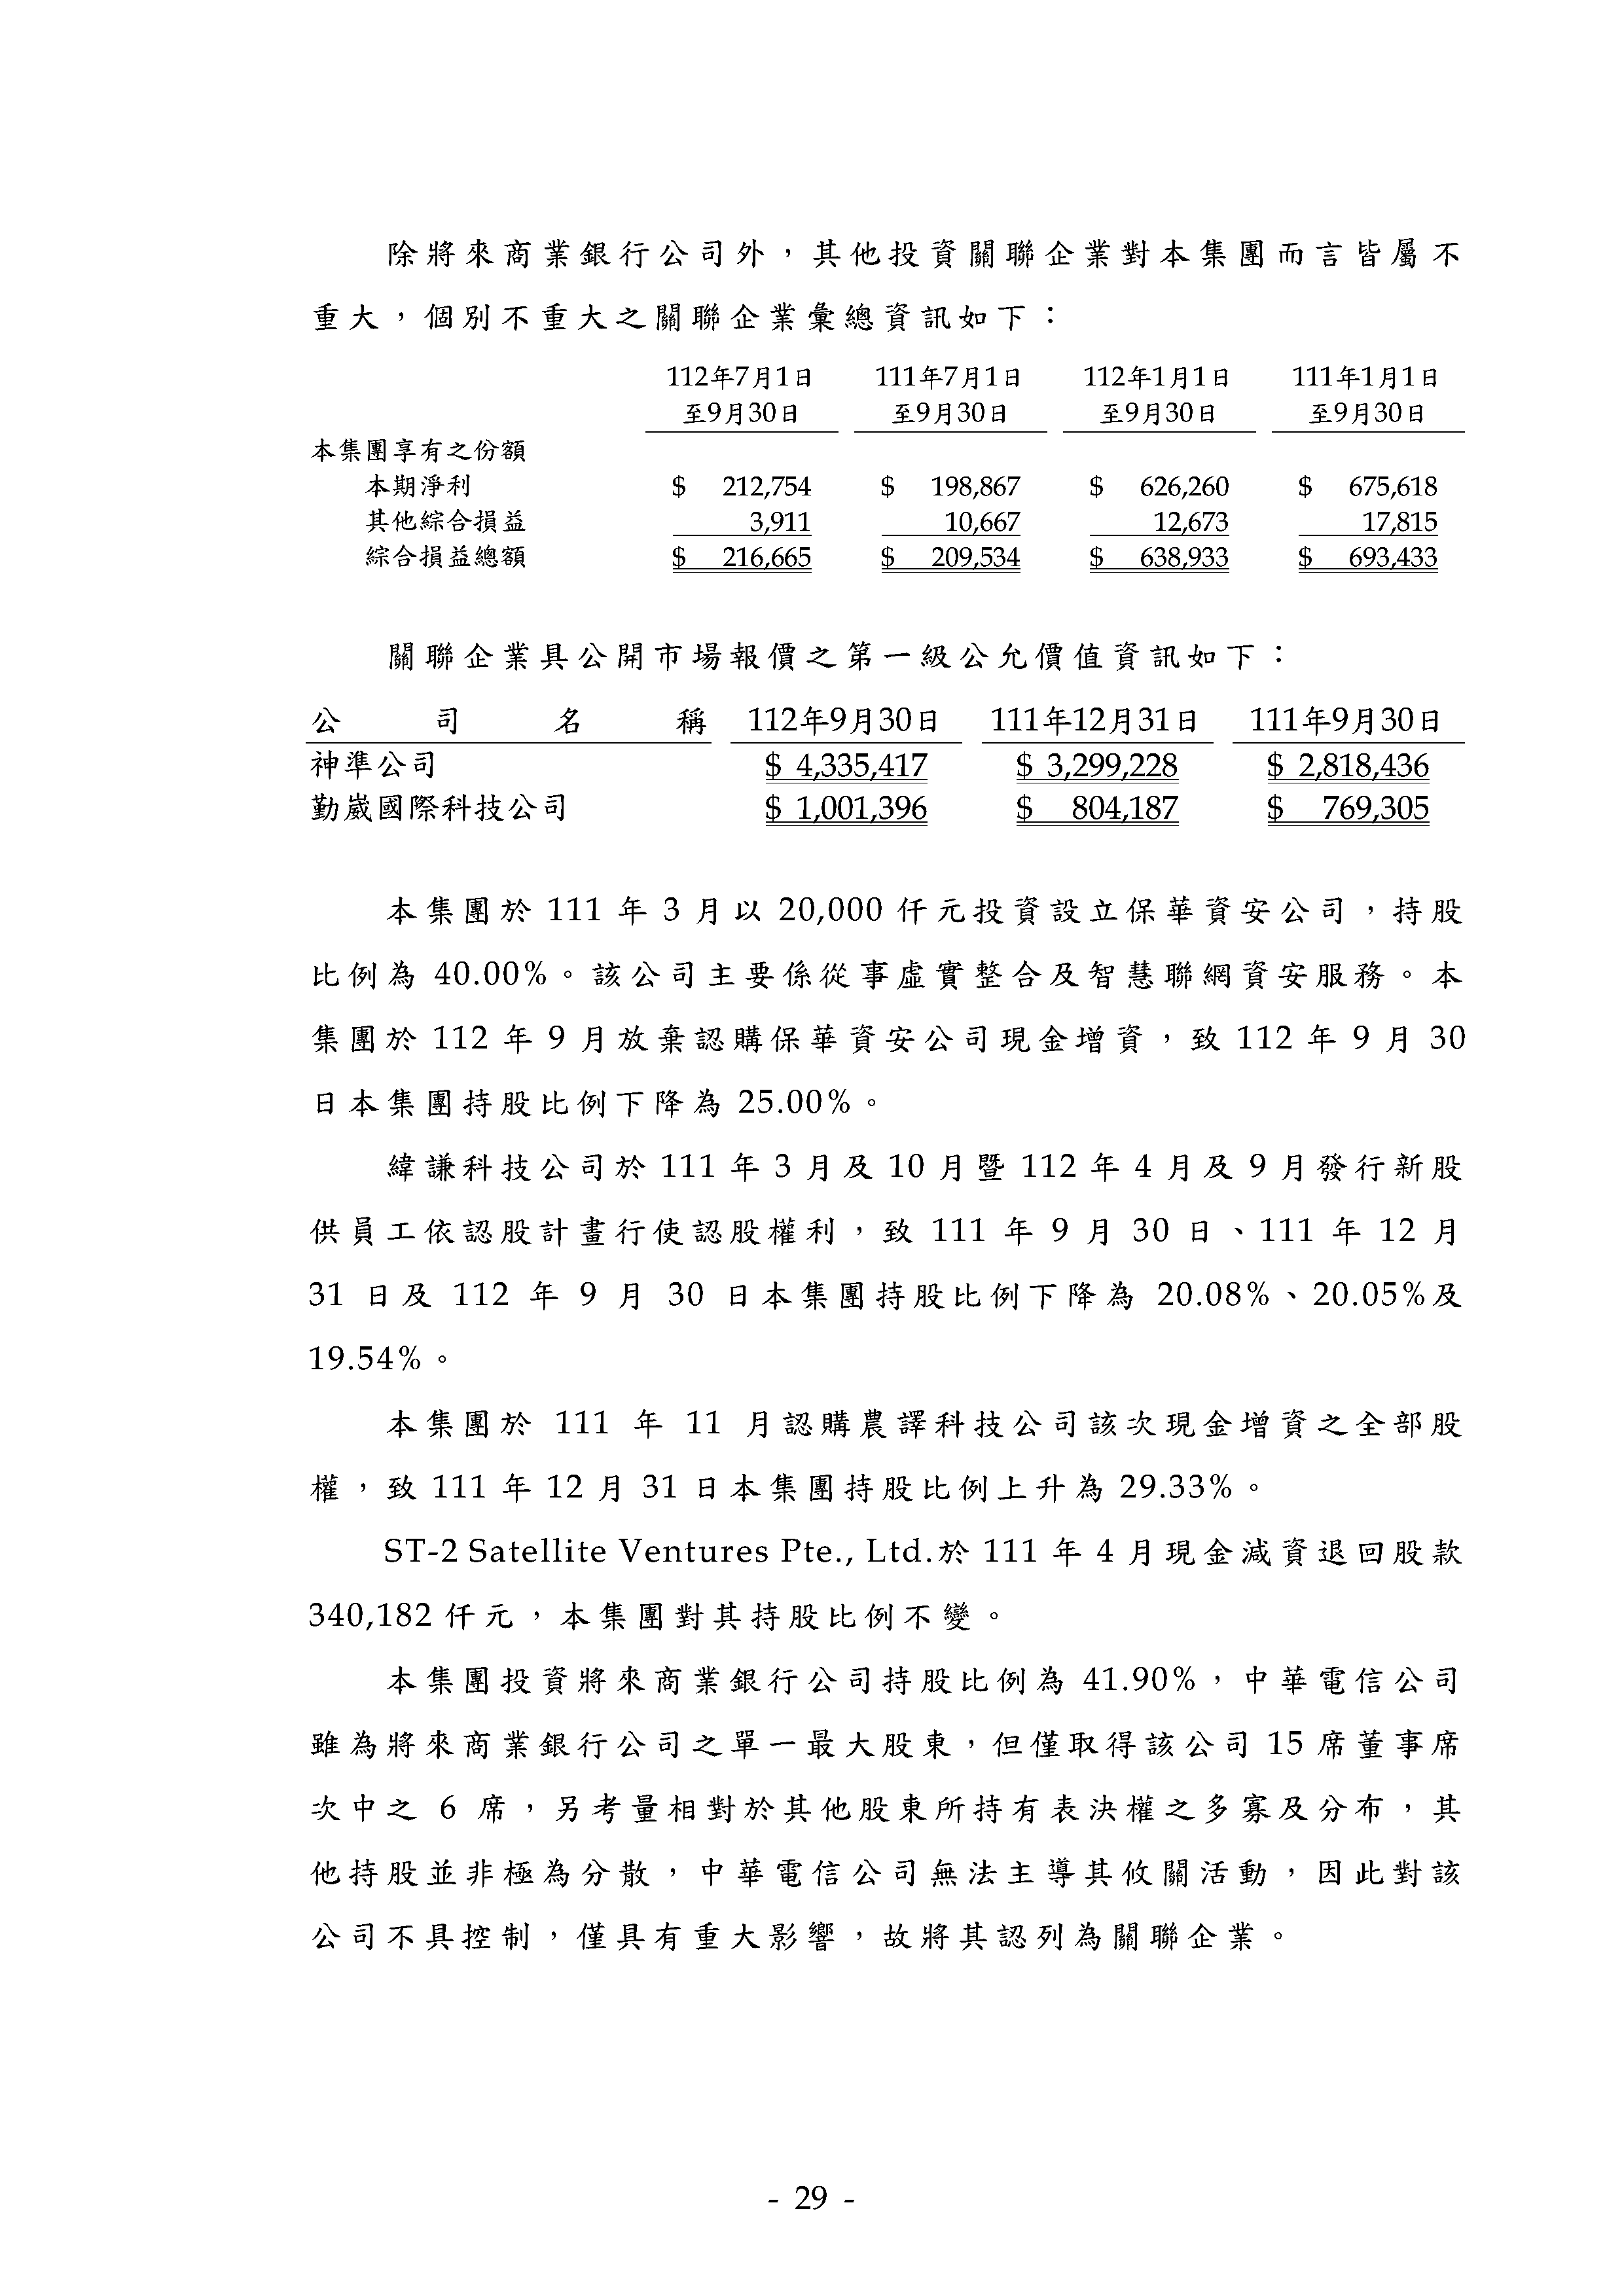 除將來商業銀行公司外，其他投資關聯企業對本集團而言皆屬不
重大，個別不重大之關聯企業彙總資訊如下：
112年7月1日 111年7月1日 112年1月1日 111年1月1日
至9月30日 至9月30日 至9月30日 至9月30日
本集團享有之份額
本期淨利 $ 212,754 $ 198,867 $ 626,260 $ 675,618
其他綜合損益 3,911 10,667 12,673 17,815
綜合損益總額 $ 216,665 $ 209,534 $ 638,933 $ 693,433
關聯企業具公開市場報價之第一級公允價值資訊如下：
公司名稱 112年9月30日 111年12月31日 111年9月30日
神準公司 $ 4,335,417 $ 3,299,228 $ 2,818,436
勤崴國際科技公司 $ 1,001,396 $ 804,187 $ 769,305
本集團於 111 年 3 月以 20,000 仟元投資設立保華資安公司，持股
比例為 40.00%。該公司主要係從事虛實整合及智慧聯網資安服務。本
集團於 112 年 9 月放棄認購保華資安公司現金增資，致 112 年 9 月 30
日本集團持股比例下降為 25.00%。
緯謙科技公司於 111 年 3 月及 10 月暨 112 年 4 月及 9 月發行新股
供員工依認股計畫行使認股權利，致 111 年 9 月 30 日、111 年 12 月
31 日及 112 年 9 月 30 日本集團持股比例下降為 20.08%、20.05%及
19.54%。
本集團於 111 年 11 月認購農譯科技公司該次現金增資之全部股
權，致 111 年 12 月 31 日本集團持股比例上升為 29.33%。
ST-2 Satellite Ventures Pte., Ltd.於 111 年 4 月現金減資退回股款
340,182 仟元，本集團對其持股比例不變。
本集團投資將來商業銀行公司持股比例為 41.90%，中華電信公司
雖為將來商業銀行公司之單一最大股東，但僅取得該公司 15 席董事席
次中之 6 席，另考量相對於其他股東所持有表決權之多寡及分布，其
他持股並非極為分散，中華電信公司無法主導其攸關活動，因此對該
公司不具控制，僅具有重大影響，故將其認列為關聯企業。
- 29 -